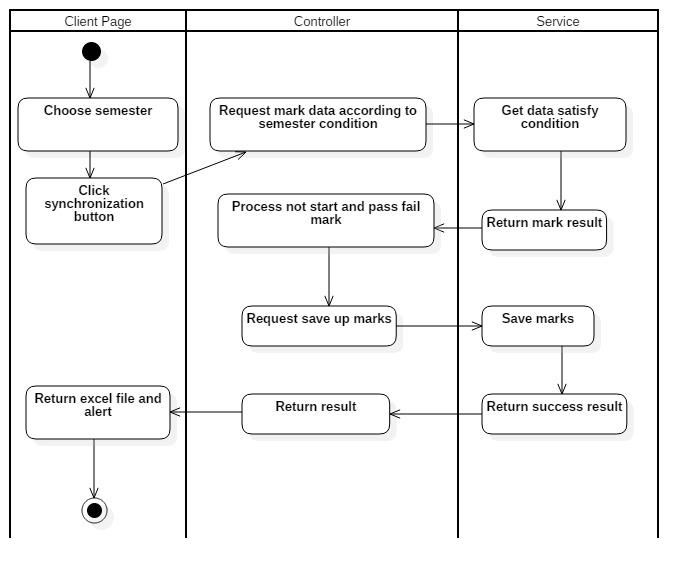 Client Page
Controller
Service
Choose semester
Request mark data according to
semester condition
Get data satisfy
condition
Click
synchronization
button
Process not start and pass fail
mark
Return mark result
Request save up marks
Save marks
Return excel file and
alert
Return result
Return success result